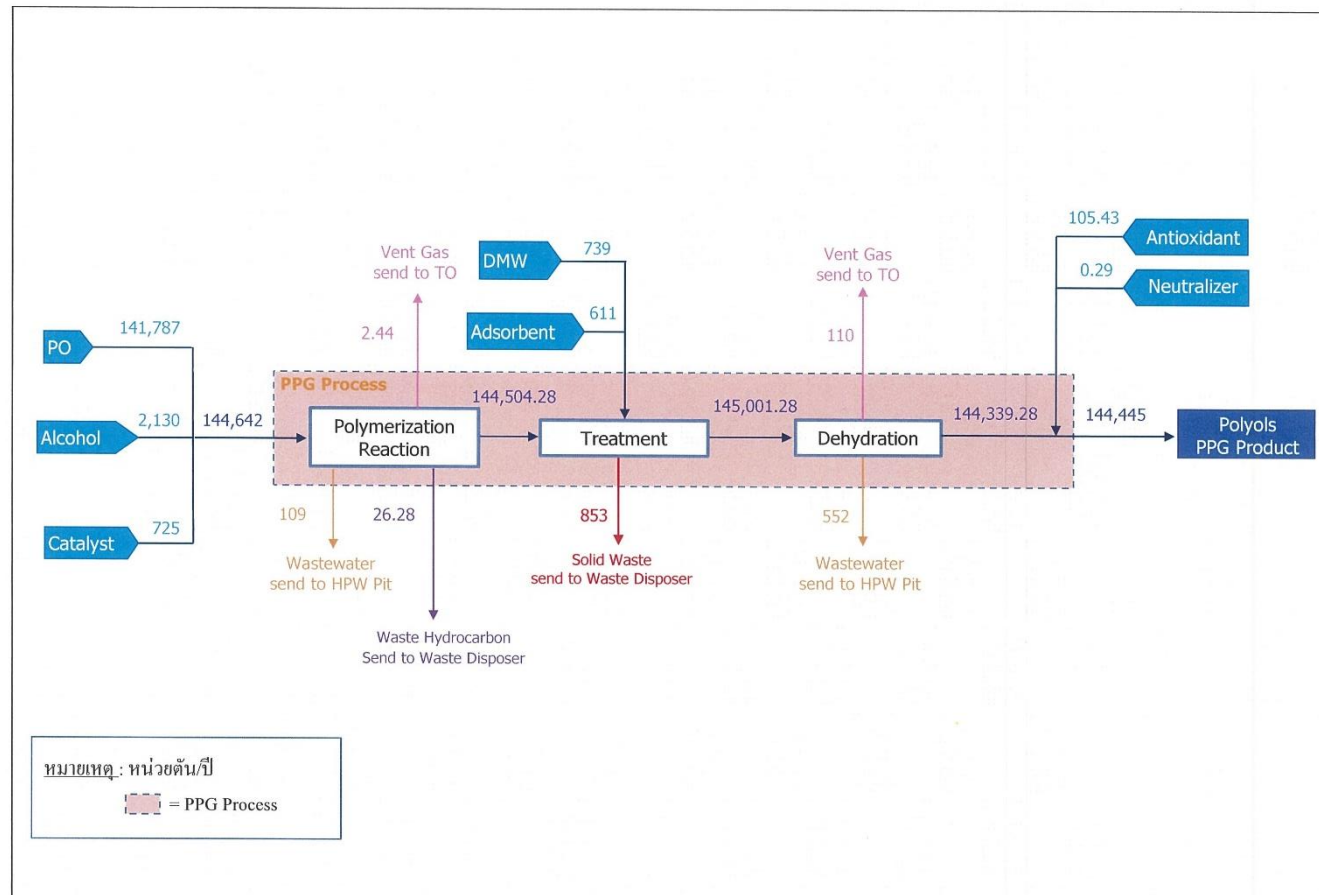 105.43
Antioxidant
Vent Gas
send to TO
DMW
739
Vent Gas
send to TO
0.29
Neutralizer
141,787
PO
2.44
Adsorbent
611
110
PPG Process
Alcohol
2,130
144,642
Polymerization
Reaction
144,504.28
Treatment
145,001.28
Dehydration
144,339.28
144,445
Polyols
PPG Product
725
Catalyst
109
26.28
853
552
Wastewater
send to HPW Pit
Solid Waste
send to Waste Disposer
Wastewater
send to HPW Pit
Waste Hydrocarbon
Send to Waste Disposer
หมายเหตุ : หน่วยตัน/ปี
= PPG Process